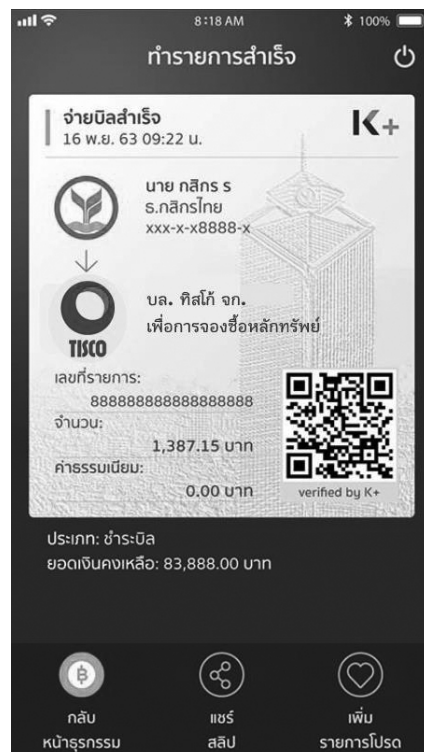 8:18 AM
100%
ทำรายการสำเร็จ
จ่ายบิลสำเร็จ
16 พ.ย. 63 09:22 น.
K+
นาย กสิกร ร
ธ.กสิกรไทย
xxx-x-x8888-x
บล. ทิสโก้ จก.
เพื่อการจองซื้อหลักทรัพย์
TISCO
เลขที่รายการ:
888888888888888888
จำนวน:
1,387.15 บาท
ค่าธรรมเนียม:
0.00 บาท
verified by K+
ประเภท: ชำระบิล
ยอดเงินคงเหลือ: 83,888.00 บาท
กลับ
หน้าธุรกรรม
แชร์
สลิป
เพิ่ม
รายการโปรด